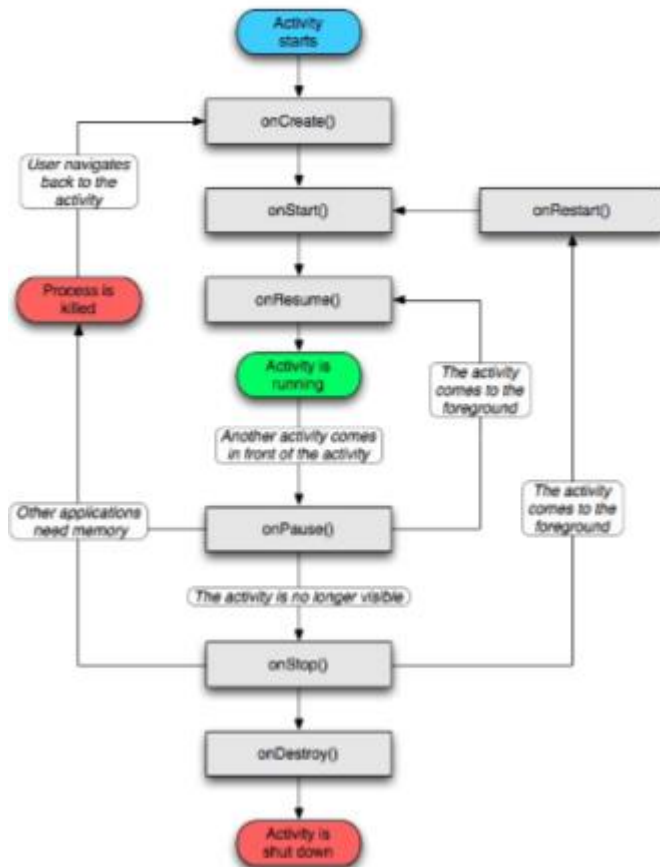 Activity
starts
onCreate()
User navigates
back to the
activity
onStart()
onRestart()
Process is
killed
onResume()
Activity is
running
The activity
comes to the
foreground
Another activity comes
in front of the activity
The activity
comes to the
foreground
Other applications
need memory
onPause()
The activity is no longer visible
onStop()
onDestroy()
Activity is
shut down